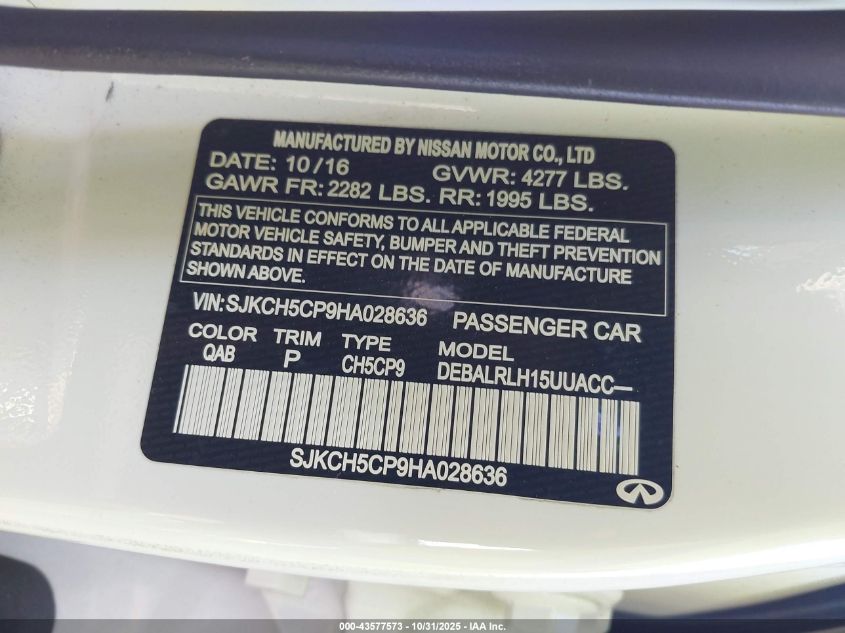 MANUFACTURED BY NISSAN MOTOR CO., LTD
DATE: 10/16 GVWR: 4277 LBS.
GAWR FR: 2282 LBS. RR: 1995 LBS.
THIS VEHICLE CONFORMS TO ALL APPLICABLE FEDERAL
MOTOR VEHICLE SAFETY, BUMPER AND THEFT PREVENTION
STANDARDS IN EFFECT ON THE DATE OF MANUFACTURE
SHOWN ABOVE.
VIN: SJKCH5CP9HA028636 PASSENGER CAR
COLOR TRIM TYPE MODEL
QAB P CH5CP9 DEBALRLH15UUACC—
SJKCH5CP9HA028636
000-43577573 | 10/31/2025 - IAA Inc.